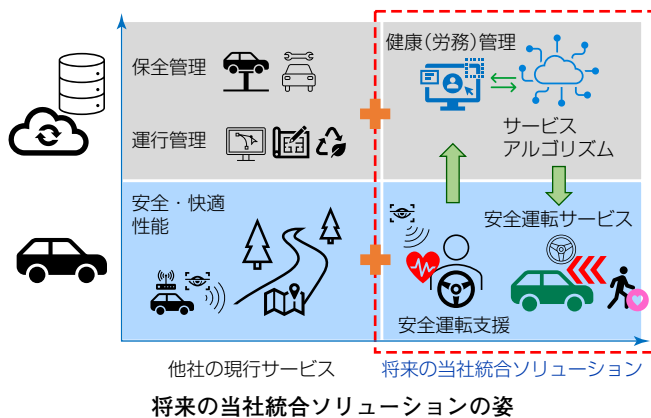 保全管理
運行管理
健康(労務)管理
サービス
アルゴリズム
安全・快適
性能
安全運転サービス
安全運転支援
他社の現行サービス
将来の当社統合ソリューション
将来の当社統合ソリューションの姿